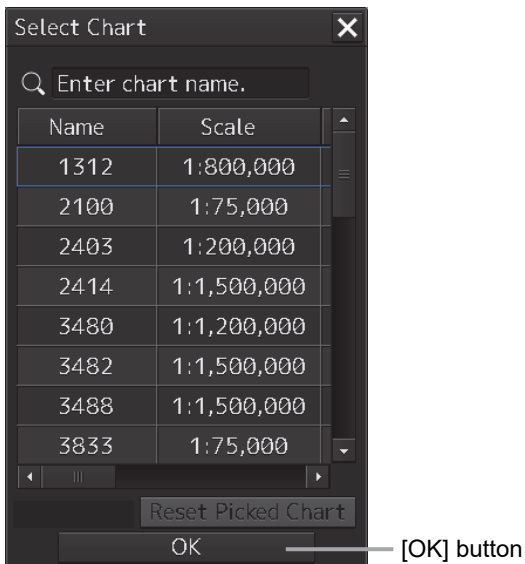 Select Chart
Enter chart name.
Name Scale
1312 1:800,000
2100 1:75,000
2403 1:200,000
2414 1:1,500,000
3480 1:1,200,000
3482 1:1,500,000
3488 1:1,500,000
3833 1:75,000
Reset Picked Chart
OK [OK] button